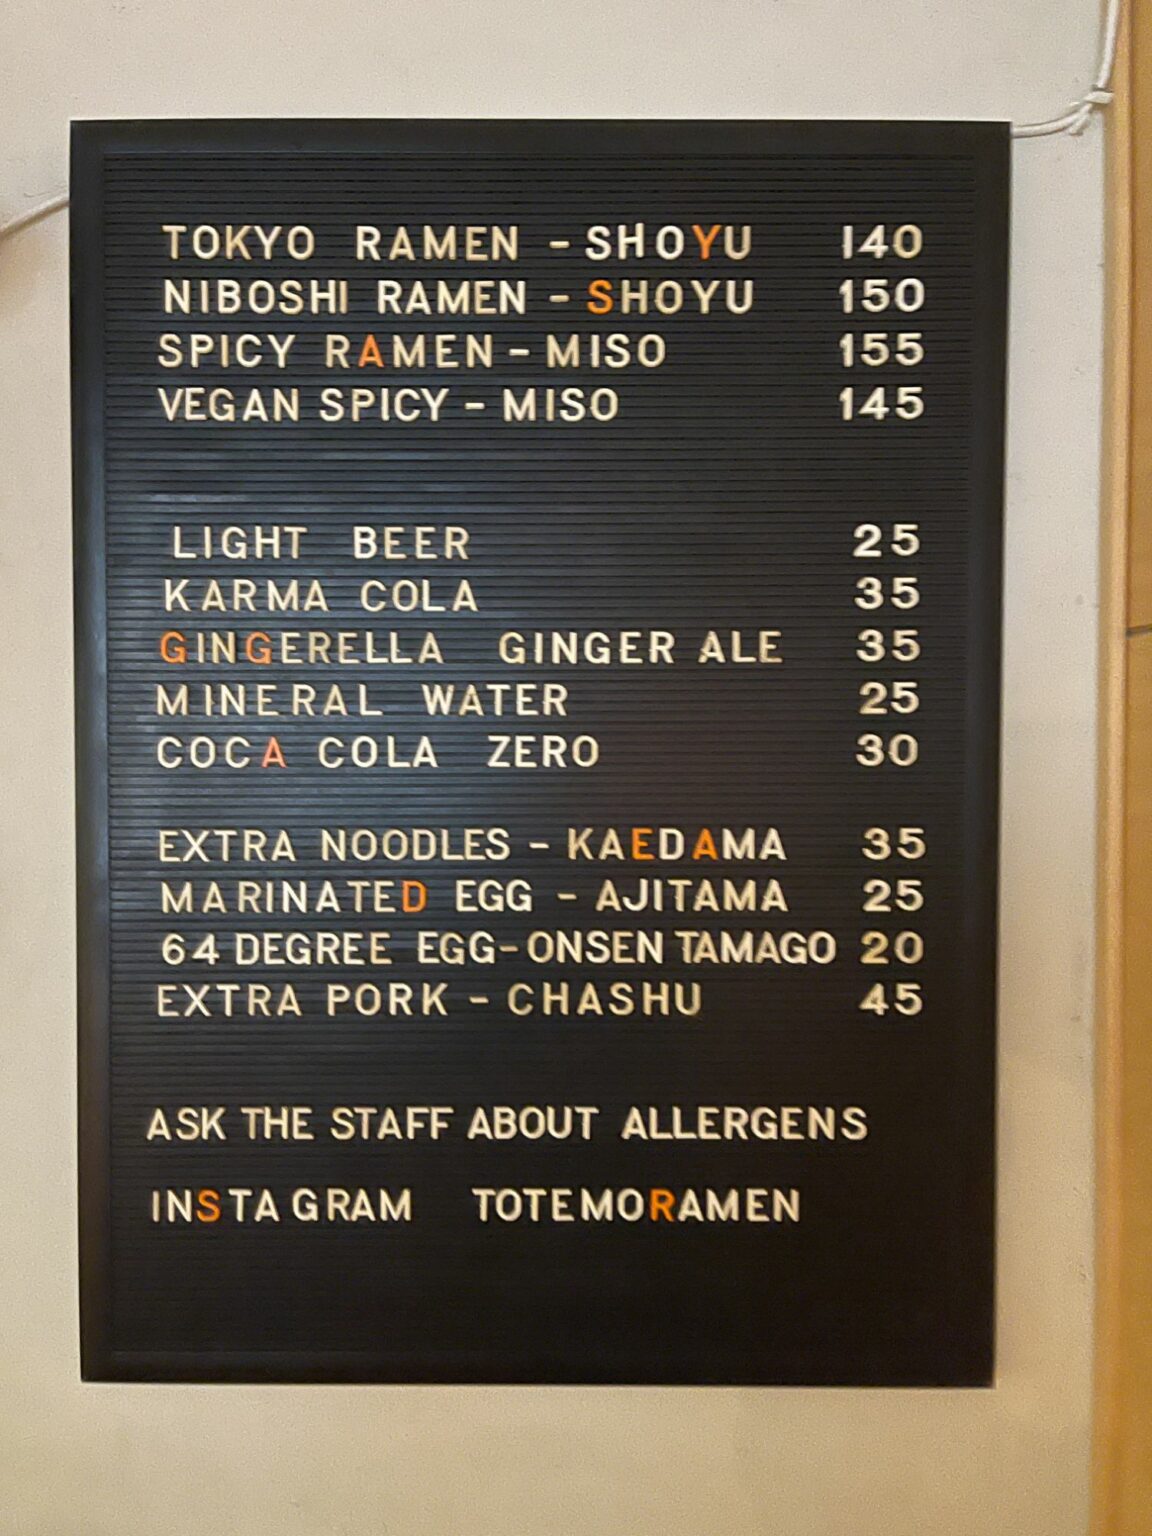 TOKYO RAMEN - SHOYU 140
NIBOSHI RAMEN - SHOYU 150
SPICY RAMEN - MISO 155
VEGAN SPICY - MISO 145
LIGHT BEER 25
KARMA COLA 35
GINGERELLA GINGER ALE 35
MINERAL WATER 25
COCA COLA ZERO 30
EXTRA NOODLES - KAEDAMA 35
MARINATED EGG - AJITAMA 25
64 DEGREE EGG - ONSEN TAMAGO 20
EXTRA PORK - CHASHU 45
ASK THE STAFF ABOUT ALLERGENS
INSTAGRAM TOTEMORAMEN